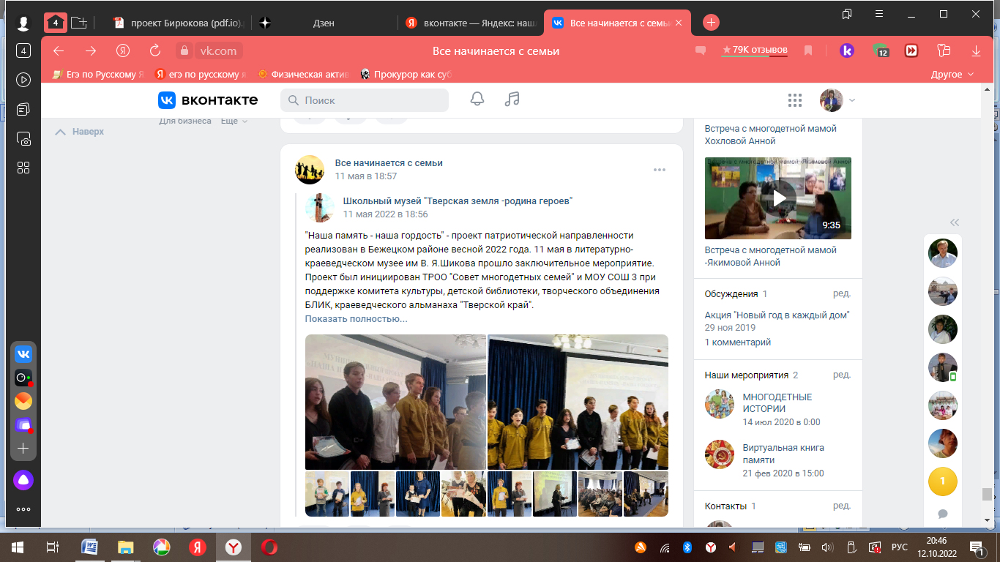 4
проект Бирюкова (pdf.io).
Дзен
вконтакте — Яндекс: наш
Все начинается с семьи
4
vk.com
Все начинается с семьи
79K отзывов
12
Егэ по Русскому Я
егэ по русскому я
Физическая актив
Прокурор как суб
Другое
вконтакте
Поиск
Для бизнеса Ещё
Наверх
Все начинается с семьи
11 мая в 18:57
Школьный музей "Тверская земля -родина героев"
11 мая 2022 в 18:56
"Наша память - наша гордость" - проект патриотической направленности
реализован в Бежецком районе весной 2022 года. 11 мая в литературно-
краеведческом музее им В. Я.Шикова прошло заключительное мероприятие.
Проект был инициирован ТРОО "Совет многодетных семей" и МОУ СОШ 3 при
поддержке комитета культуры, детской библиотеки, творческого объединения
БЛИК, краеведческого альманаха "Тверской край".
Показать полностью...
Встреча с многодетной мамой
Хохловой Анной
Встреча с многодетной мамой -Якимовой Анной
9:35
Встреча с многодетной мамой
-Якимовой Анной
Обсуждения 1
ред.
Акция "Новый год в каждый дом"
29 ноя 2019
1 комментарий
Наши мероприятия 2
ред.
МНОГОДЕТНЫЕ
ИСТОРИИ
14 июл 2020 в 0:00
Виртуальная книга
памяти
21 фев 2020 в 15:00
Контакты 1
ред.
1
РУС
20:46
12.10.2022
1